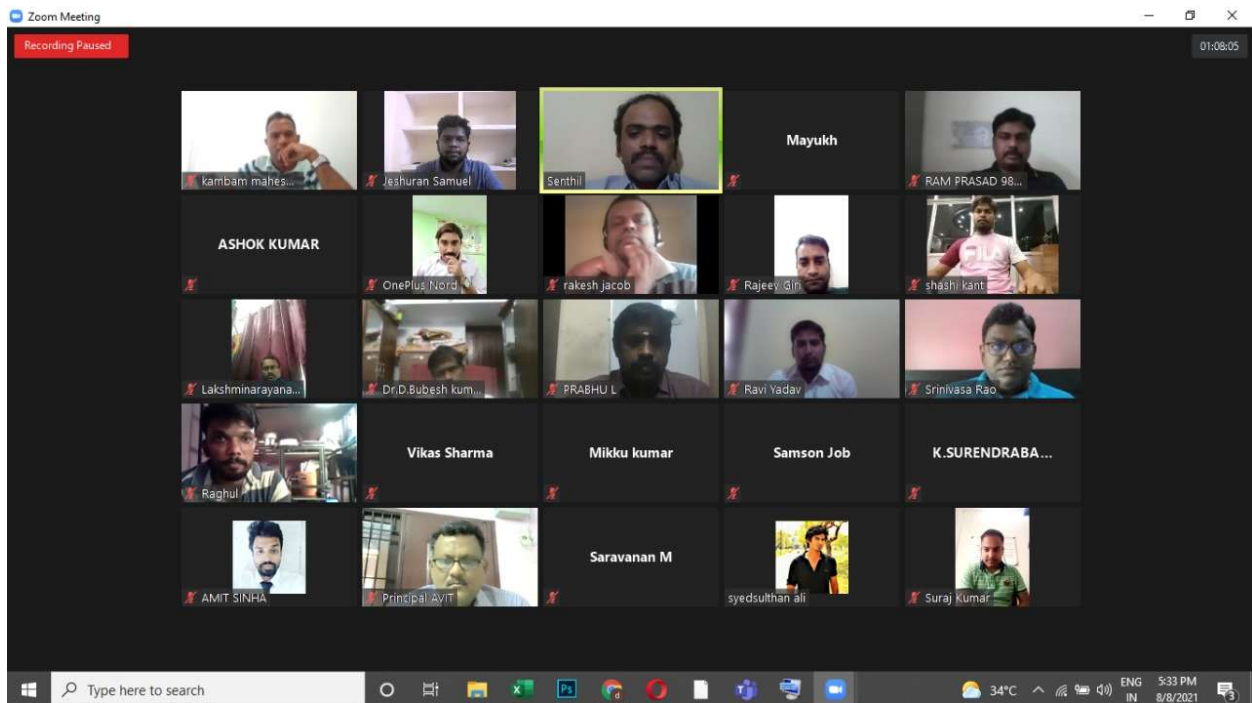 Zoom Meeting
Recording Paused
01:08:05
kambam mahes...
Jeshuran Samuel
Senthil
Mayukh
RAM PRASAD 98...
ASHOK KUMAR
OnePlus Nord
rakesh jacob
Rajeev Giri
shashi kant
FILA
Lakshminarayana...
Dr.D.Bubesh kum...
PRABHU L
Ravi Yadav
Srinivasa Rao
Raghul
Vikas Sharma
Mikku kumar
Samson Job
K.SURENDRABA...
AMIT SINHA
Principal AVIT
Saravanan M
syedsulthan ali
Suraj Kumar
Type here to search
Ps
34°C
ENG
IN
5:33 PM
8/8/2021
3